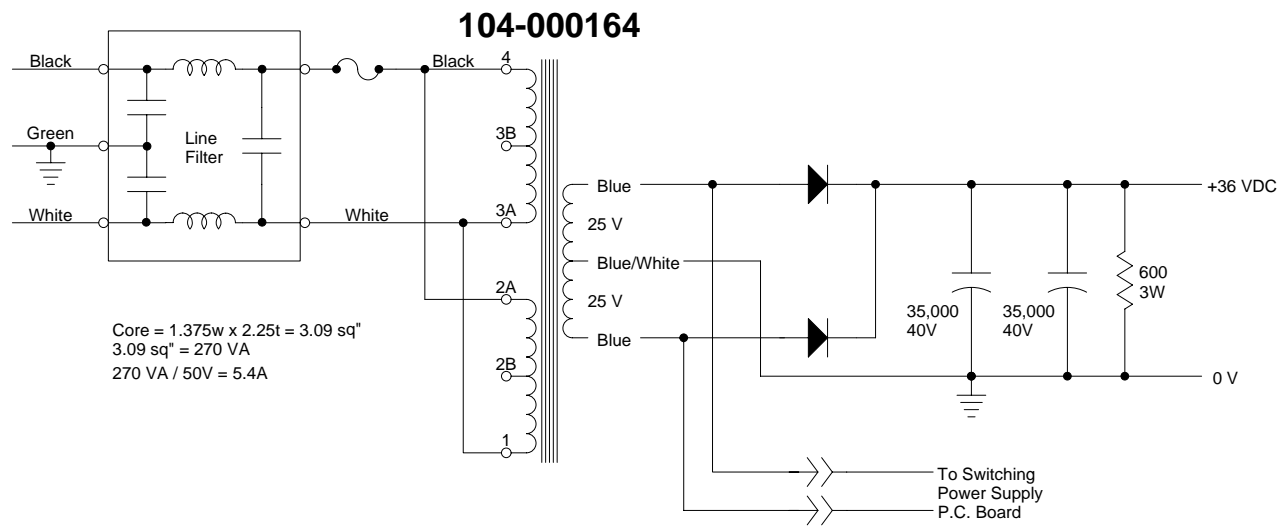 104-000164
Black
Black
4
Green
Line
Filter
3B
White
White
3A
Blue
25 V
Blue/White
25 V
Blue
+36 VDC
600
3W
35,000
40V
35,000
40V
0 V
2A
2B
1
Core = 1.375w x 2.25t = 3.09 sq"
3.09 sq" = 270 VA
270 VA / 50V = 5.4A
To Switching
Power Supply
P.C. Board